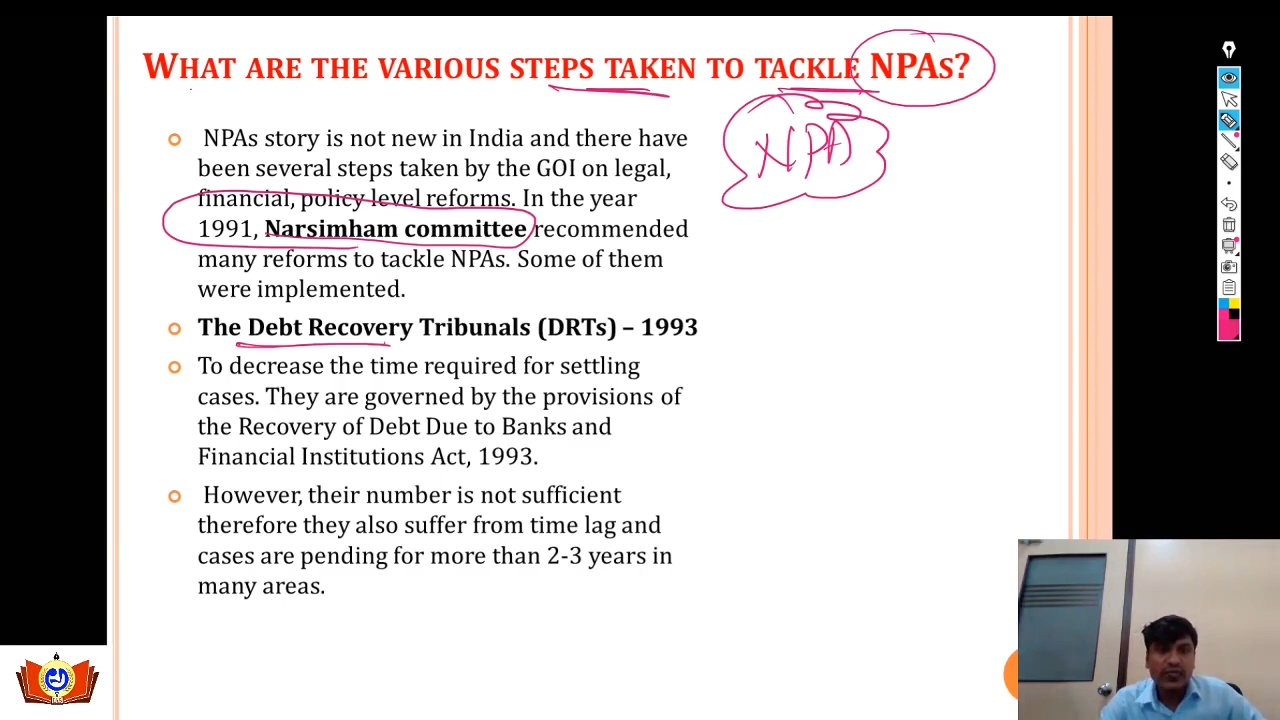 WHAT ARE THE VARIOUS STEPS TAKEN TO TACKLE NPAS?
NPA
NPAs story is not new in India and there have
been several steps taken by the GOI on legal,
financial, policy level reforms. In the year
1991, Narsimham committee recommended
many reforms to tackle NPAs. Some of them
were implemented.
The Debt Recovery Tribunals (DRTs) – 1993
To decrease the time required for settling
cases. They are governed by the provisions of
the Recovery of Debt Due to Banks and
Financial Institutions Act, 1993.
However, their number is not sufficient
therefore they also suffer from time lag and
cases are pending for more than 2-3 years in
many areas.